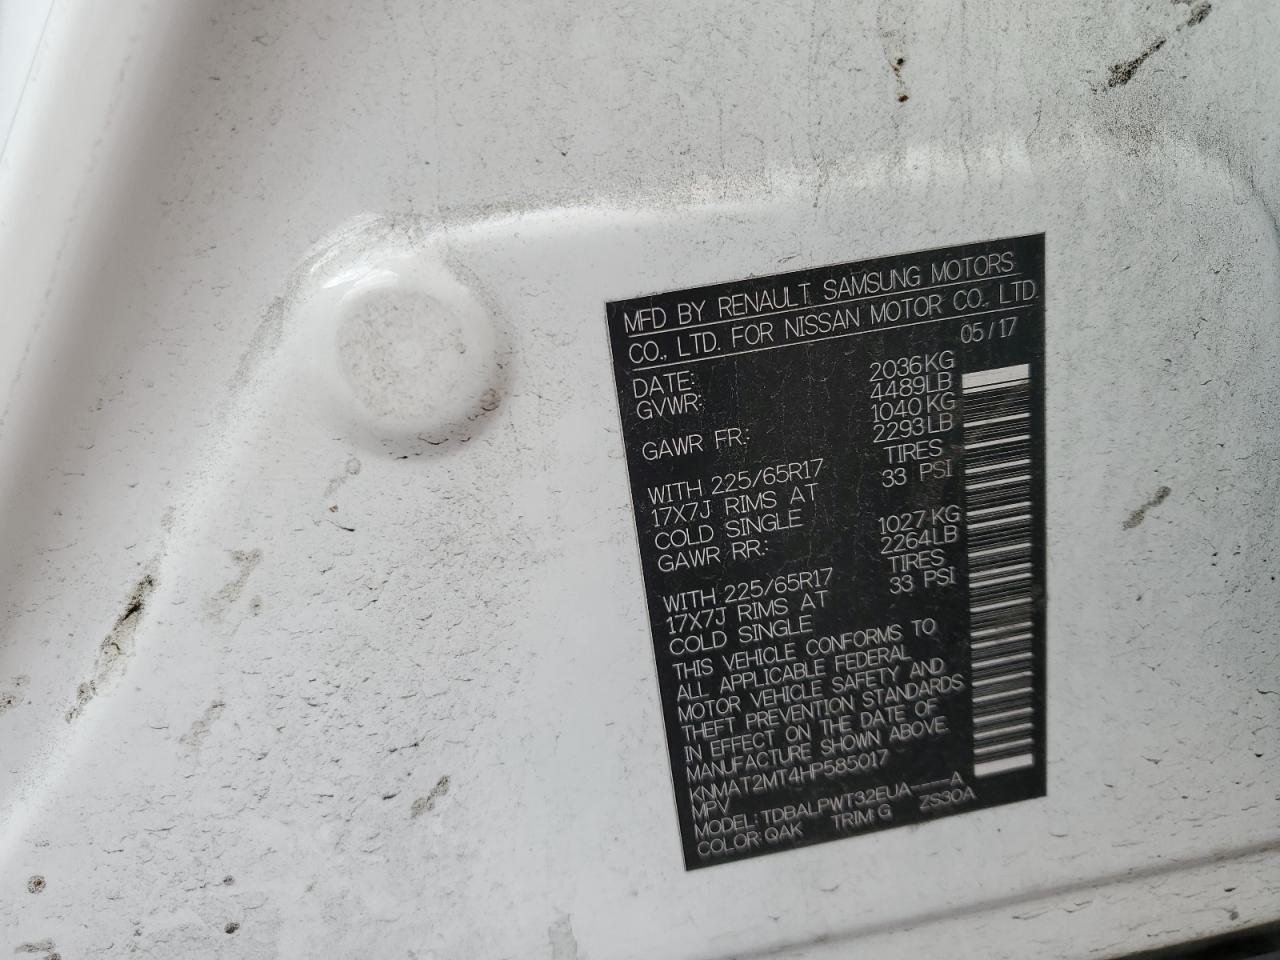 MFD BY RENAULT SAMSUNG MOTORS
CO., LTD. FOR NISSAN MOTOR CO., LTD.
DATE: 05/17
GVWR: 2036KG
4489LB
GAWR FR: 1040KG
2293LB
WITH 225/65R17 TIRES
17X7J RIMS AT 33 PSI
COLD SINGLE
GAWR RR: 1027KG
2264LB
WITH 225/65R17 TIRES
17X7J RIMS AT 33 PSI
COLD SINGLE
THIS VEHICLE CONFORMS TO
ALL APPLICABLE FEDERAL
MOTOR VEHICLE SAFETY AND
THEFT PREVENTION STANDARDS
IN EFFECT ON THE DATE OF
MANUFACTURE SHOWN ABOVE.
KNMAT2MT4HP585017
MPV
MODEL: TDBALPWT32EUA----A
COLOR: QAK TRIM: G ZS30A